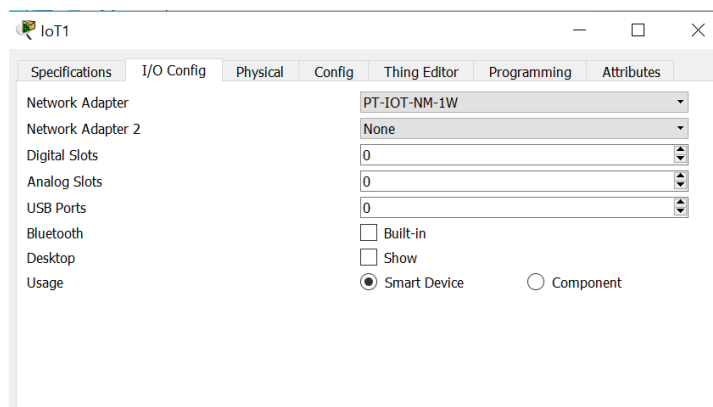 IoT1
Specifications I/O Config Physical Config Thing Editor Programming Attributes
Network Adapter PT-IOT-NM-1W
Network Adapter 2 None
Digital Slots 0
Analog Slots 0
USB Ports 0
Bluetooth Built-in
Desktop Show
Usage Smart Device Component